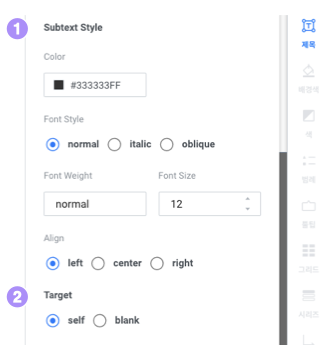 1 Subtext Style
Color
#333333FF
Font Style
normal italic oblique
Font Weight Font Size
normal 12
Align
left center right
2 Target
self blank
제목
배경색
색
범례
툴팁
그리드
시리즈